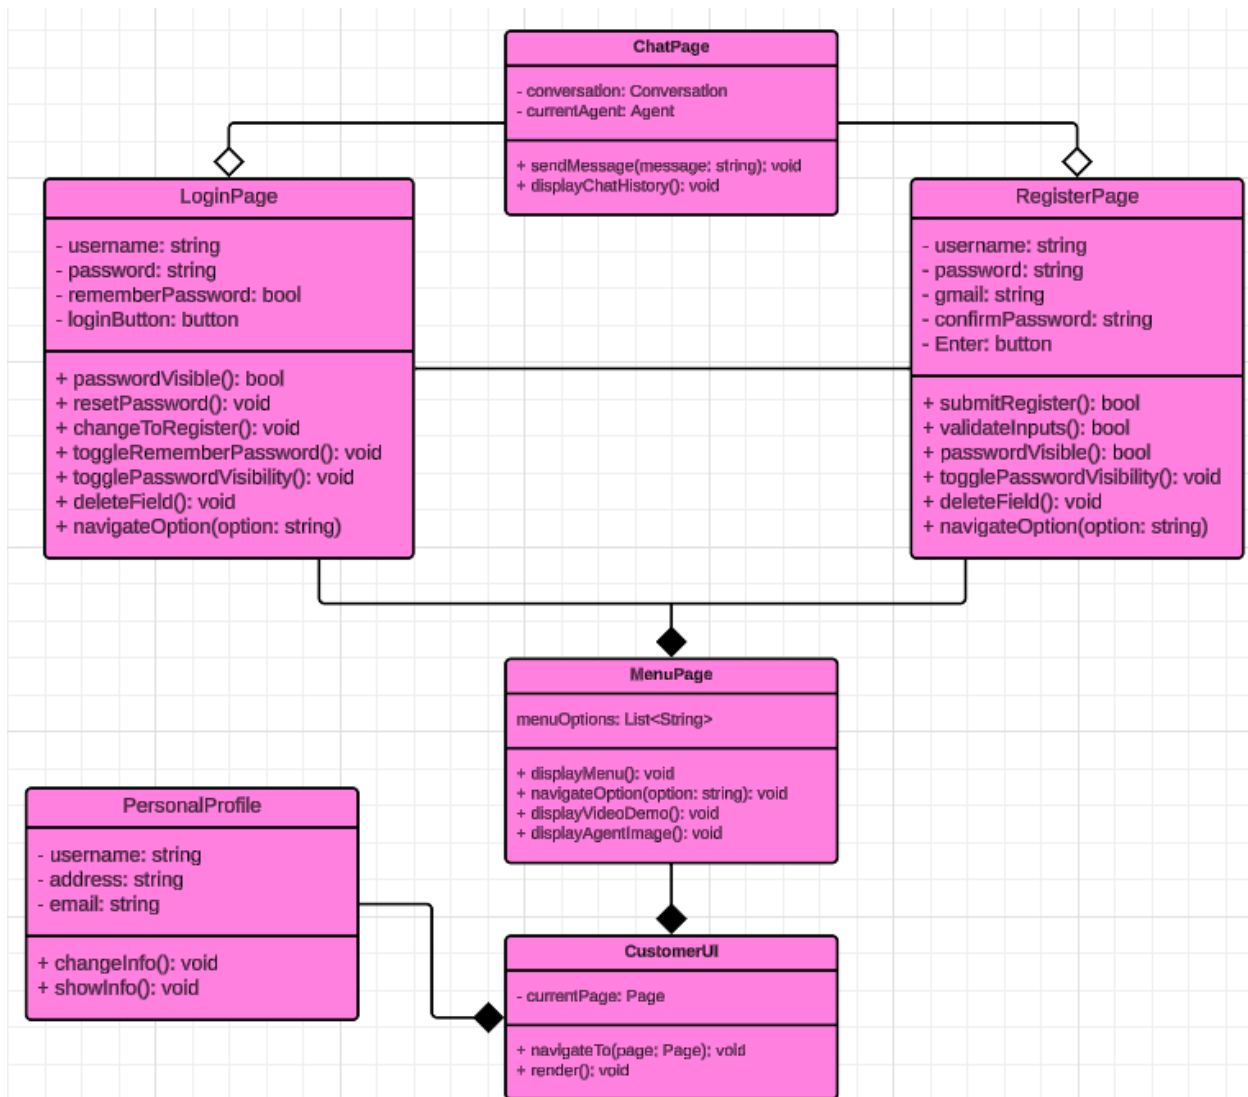 ChatPage
- conversation: Conversation
- currentAgent: Agent
+ sendMessage(message: string): void
+ displayChatHistory(): void
LoginPage
- username: string
- password: string
- rememberPassword: bool
- loginButton: button
+ passwordVisible(): bool
+ resetPassword(): void
+ changeToRegister(): void
+ toggleRememberPassword(): void
+ togglePasswordVisibility(): void
+ deleteField(): void
+ navigateOption(option: string)
RegisterPage
- username: string
- password: string
- gmail: string
- confirmPassword: string
- Enter: button
+ submitRegister(): bool
+ validateInputs(): bool
+ passwordVisible(): bool
+ togglePasswordVisibility(): void
+ deleteField(): void
+ navigateOption(option: string)
MenuPage
menuOptions: List<String>
+ displayMenu(): void
+ navigateOption(option: string): void
+ displayVideoDemo(): void
+ displayAgentImage(): void
PersonalProfile
- username: string
- address: string
- email: string
+ changeInfo(): void
+ showInfo(): void
CustomerUI
- currentPage: Page
+ navigateTo(page: Page): void
+ render(): void